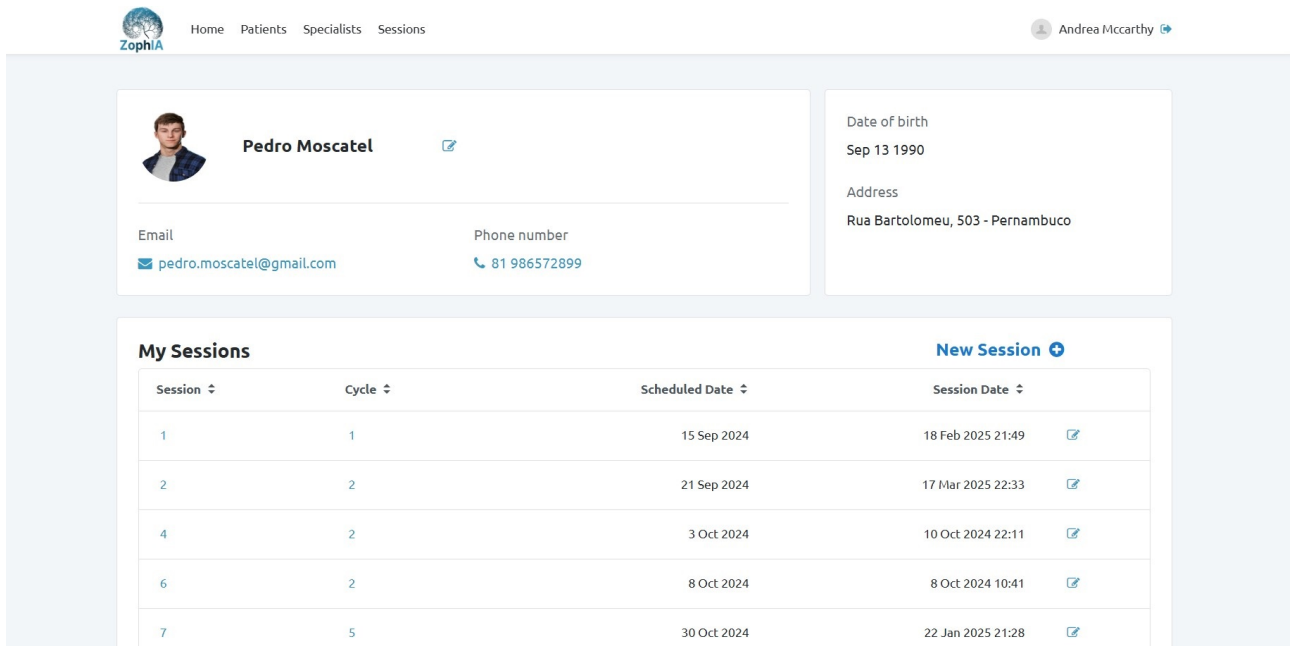 ZophIA
Home Patients Specialists Sessions
Andrea Mccarthy
Pedro Moscatel
Email
pedro.moscatel@gmail.com
Phone number
81 986572899
Date of birth
Sep 13 1990
Address
Rua Bartolomeu, 503 - Pernambuco
My Sessions
New Session
Session Cycle Scheduled Date Session Date
1 1 15 Sep 2024 18 Feb 2025 21:49
2 2 21 Sep 2024 17 Mar 2025 22:33
4 2 3 Oct 2024 10 Oct 2024 22:11
6 2 8 Oct 2024 8 Oct 2024 10:41
7 5 30 Oct 2024 22 Jan 2025 21:28